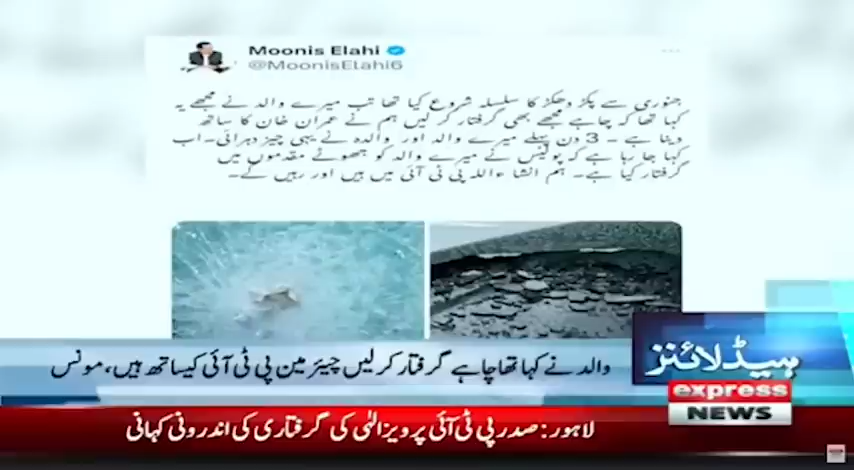 Moonis Elahi
@MoonisElahi6
جنوری سے پکڑ دھکڑ کا سلسلہ شروع کیا تھا تب میرے والد نے مجھے یہ
کہا تھا کہ چاہے مجھے بھی گرفتار کر لیں ہم نے عمران خان کا ساتھ
دینا ہے - 3 دن پہلے میرے والد اور والدہ نے یہی چیز دہرائی- اب
کہا جا رہا ہے کہ پولیس نے میرے والد کو جھوٹے مقدموں میں
گرفتار کیا ہے- ہم انشاءاللہ پی ٹی آئی میں ہیں اور رہیں گے-
والد نے کہا تھا چاہے گرفتار کرلیں چیئرمین پی ٹی آئی کیساتھ ہیں، مونس
ہیڈلائنز
express
NEWS
لاہور: صدر پی ٹی آئی پرویز الٰہی کی گرفتاری کی اندرونی کہانی